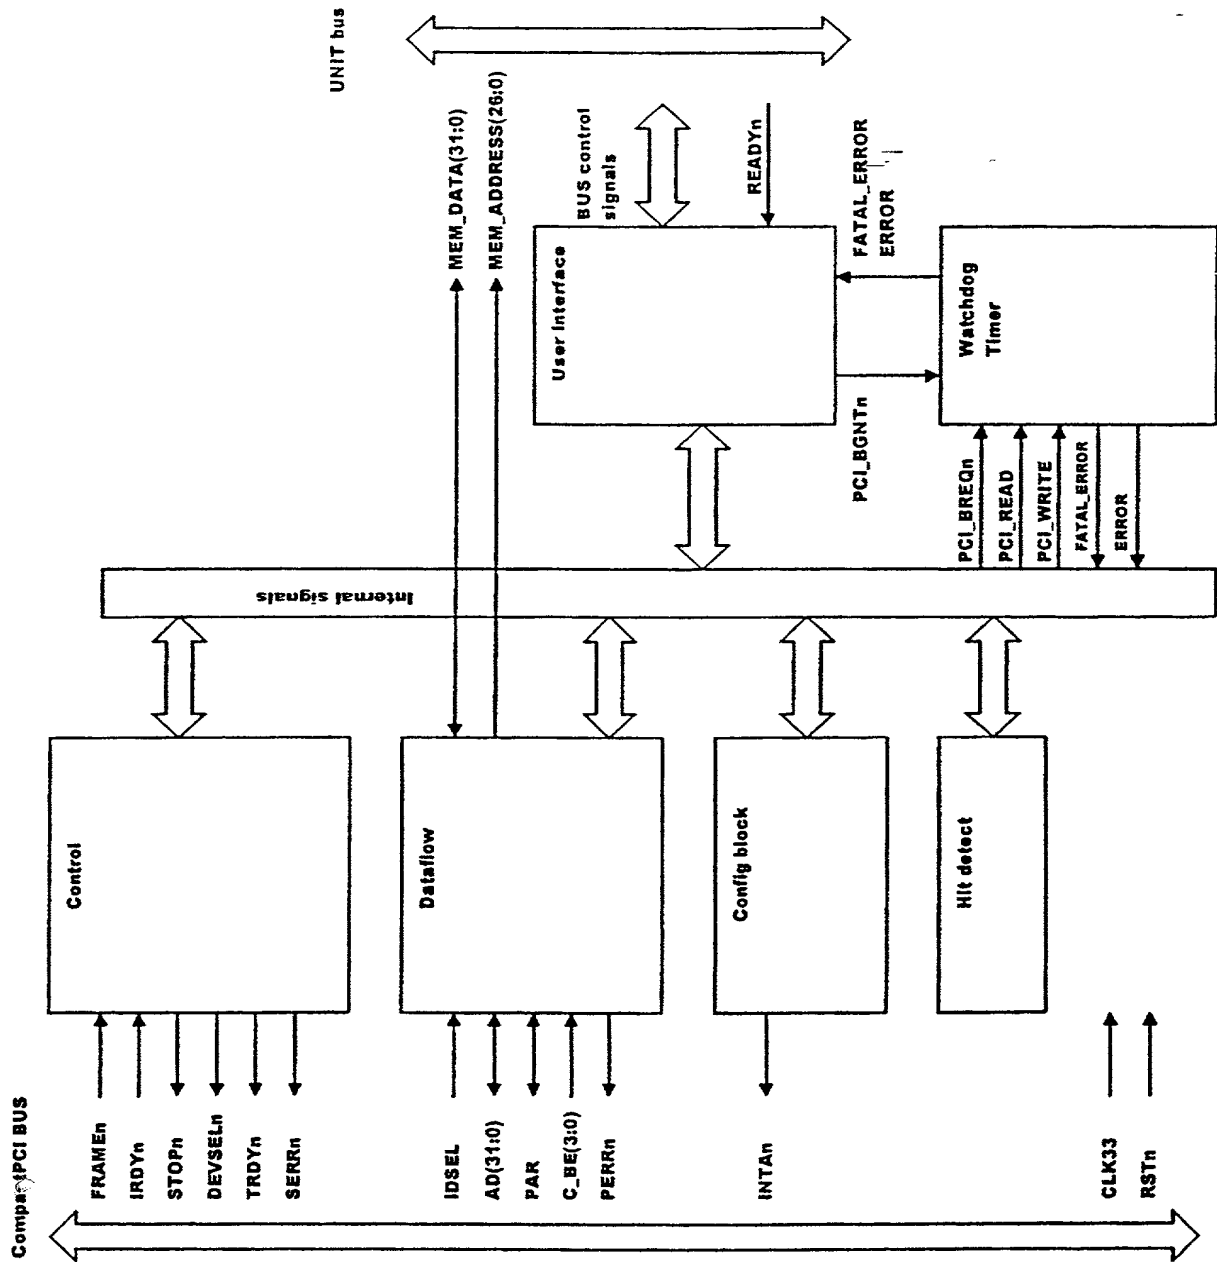 CompactPCI BUS
FRAMEn
IRDYn
STOPn
DEVSELn
TRDYn
SERRn
IDSEL
AD(31:0)
PAR
C_BE(3:0)
PERRn
INTAn
CLK33
RSTn
Control
Dataflow
Config block
Hit detect
Internal signals
UNIT bus
MEM_DATA(31:0)
MEM_ADDRESS(26:0)
User Interface
BUS control
signals
READYn
PCI_BGNTn
FATAL_ERROR
ERROR
Watchdog
Timer
PCI_BREQn
PCI_READ
PCI_WRITE
FATAL_ERROR
ERROR